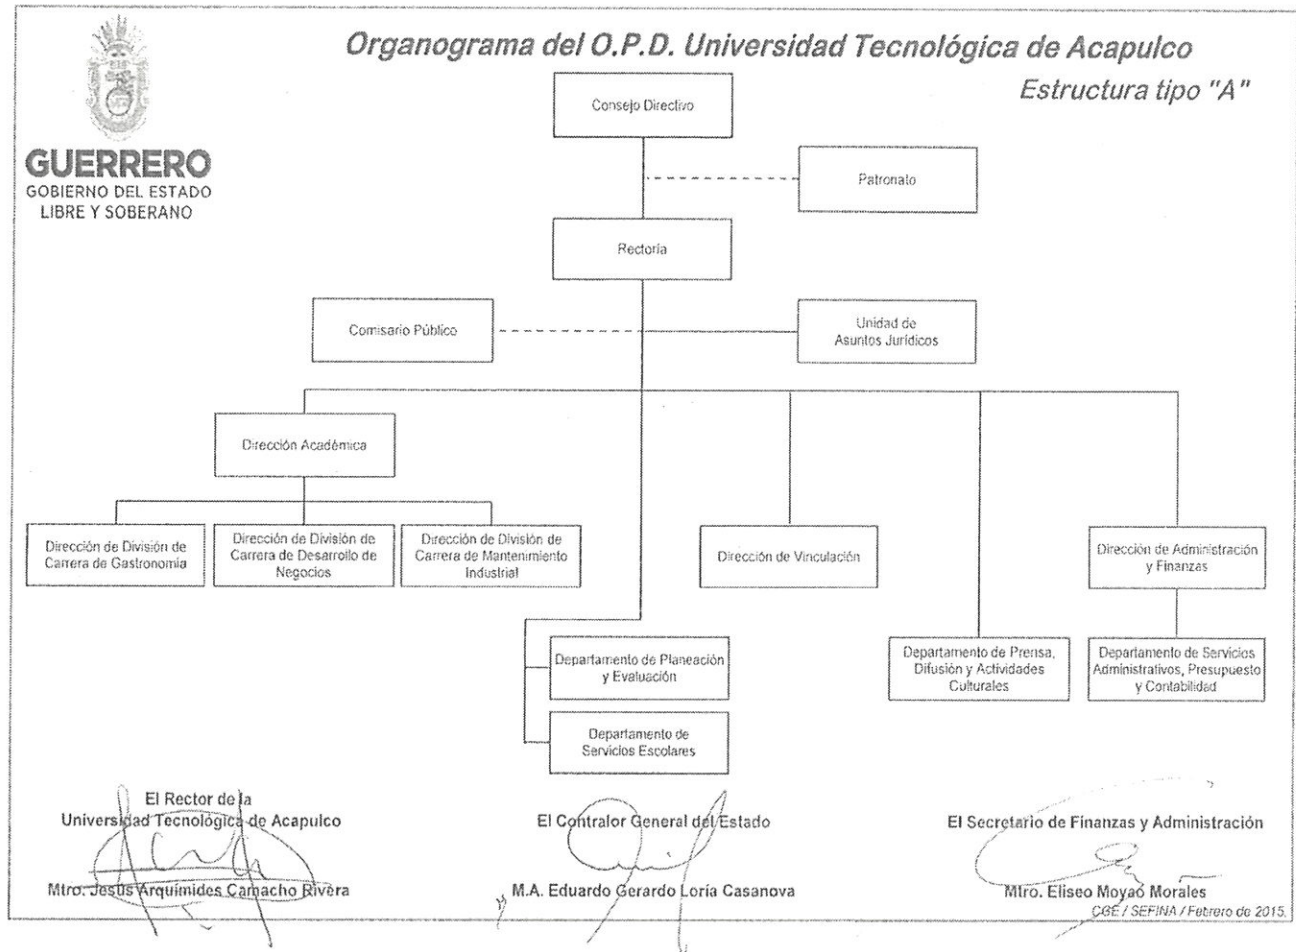 Organograma del O.P.D. Universidad Tecnológica de Acapulco
Estructura tipo "A"
GUERRERO
GOBIERNO DEL ESTADO
LIBRE Y SOBERANO
Consejo Directivo
Patronato
Rectoría
Comisario Público
Unidad de
Asuntos Jurídicos
Dirección Académica
Dirección de División de
Carrera de Gastronomía
Dirección de División de
Carrera de Desarrollo de
Negocios
Dirección de División de
Carrera de Mantenimiento
Industrial
Dirección de Vinculación
Dirección de Administración
y Finanzas
Departamento de Planeación
y Evaluación
Departamento de Prensa,
Difusión y Actividades
Culturales
Departamento de Servicios
Administrativos, Presupuesto
y Contabilidad
Departamento de
Servicios Escolares
El Rector de la
Universidad Tecnológica de Acapulco
Mtro. Jesús Arquímides Camacho Rivera
El Contralor General del Estado
M.A. Eduardo Gerardo Loría Casanova
El Secretario de Finanzas y Administración
Mtro. Eliseo Moyao Morales
CGE / SEFINA / Febrero de 2015.